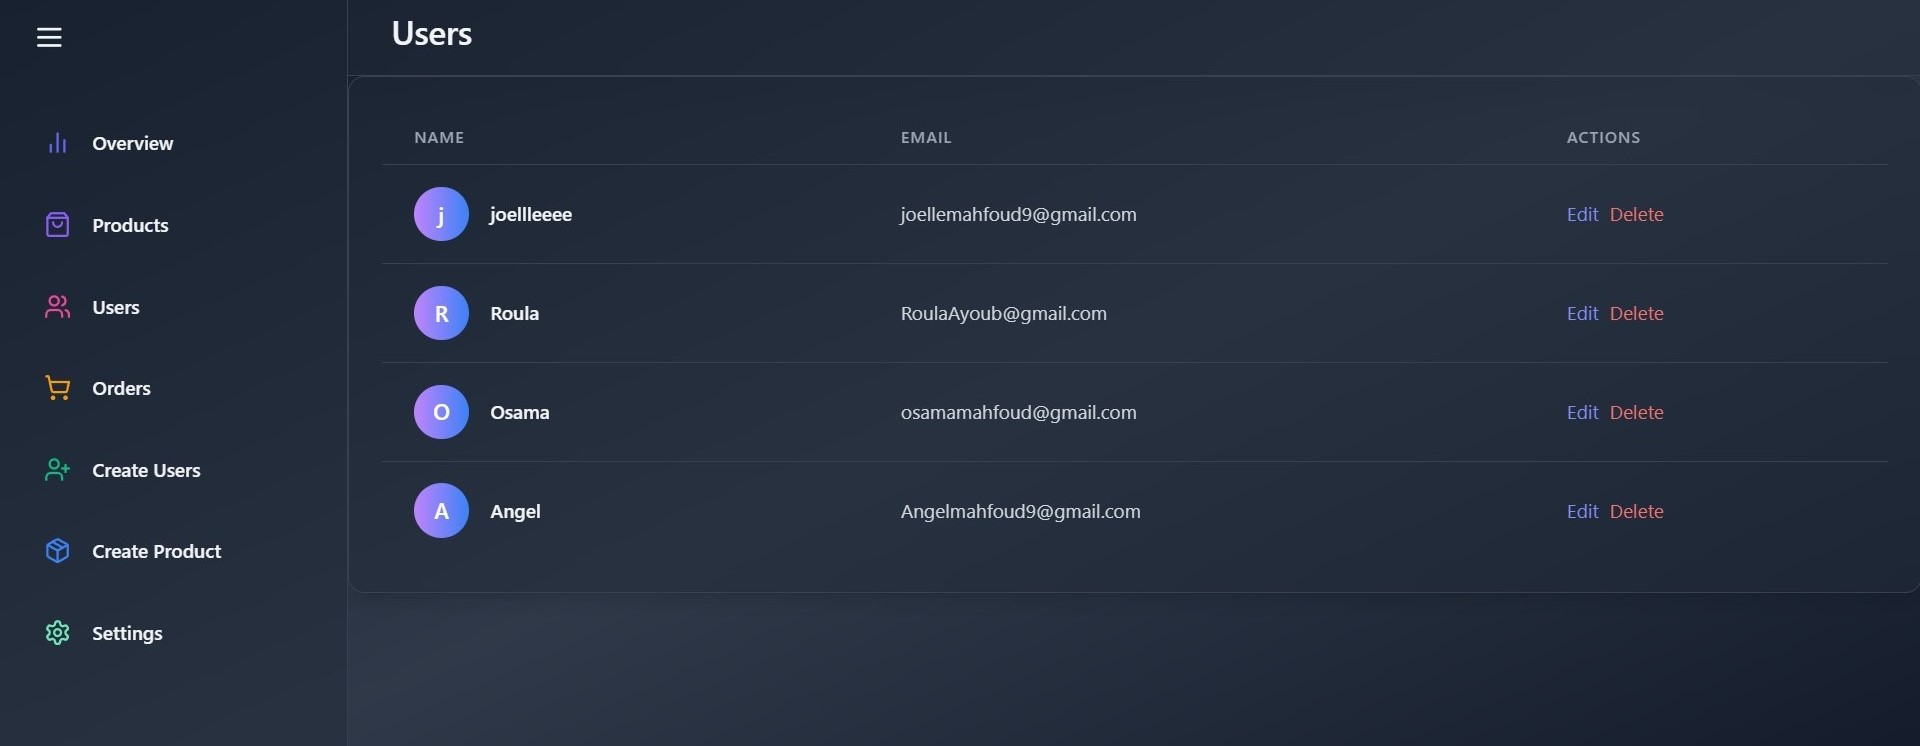 Users
Overview
Products
Users
Orders
Create Users
Create Product
Settings
NAME EMAIL ACTIONS
j joellleeee joellemahfoud9@gmail.com Edit Delete
R Roula RoulaAyoub@gmail.com Edit Delete
O Osama osamamahfoud@gmail.com Edit Delete
A Angel Angelmahfoud9@gmail.com Edit Delete